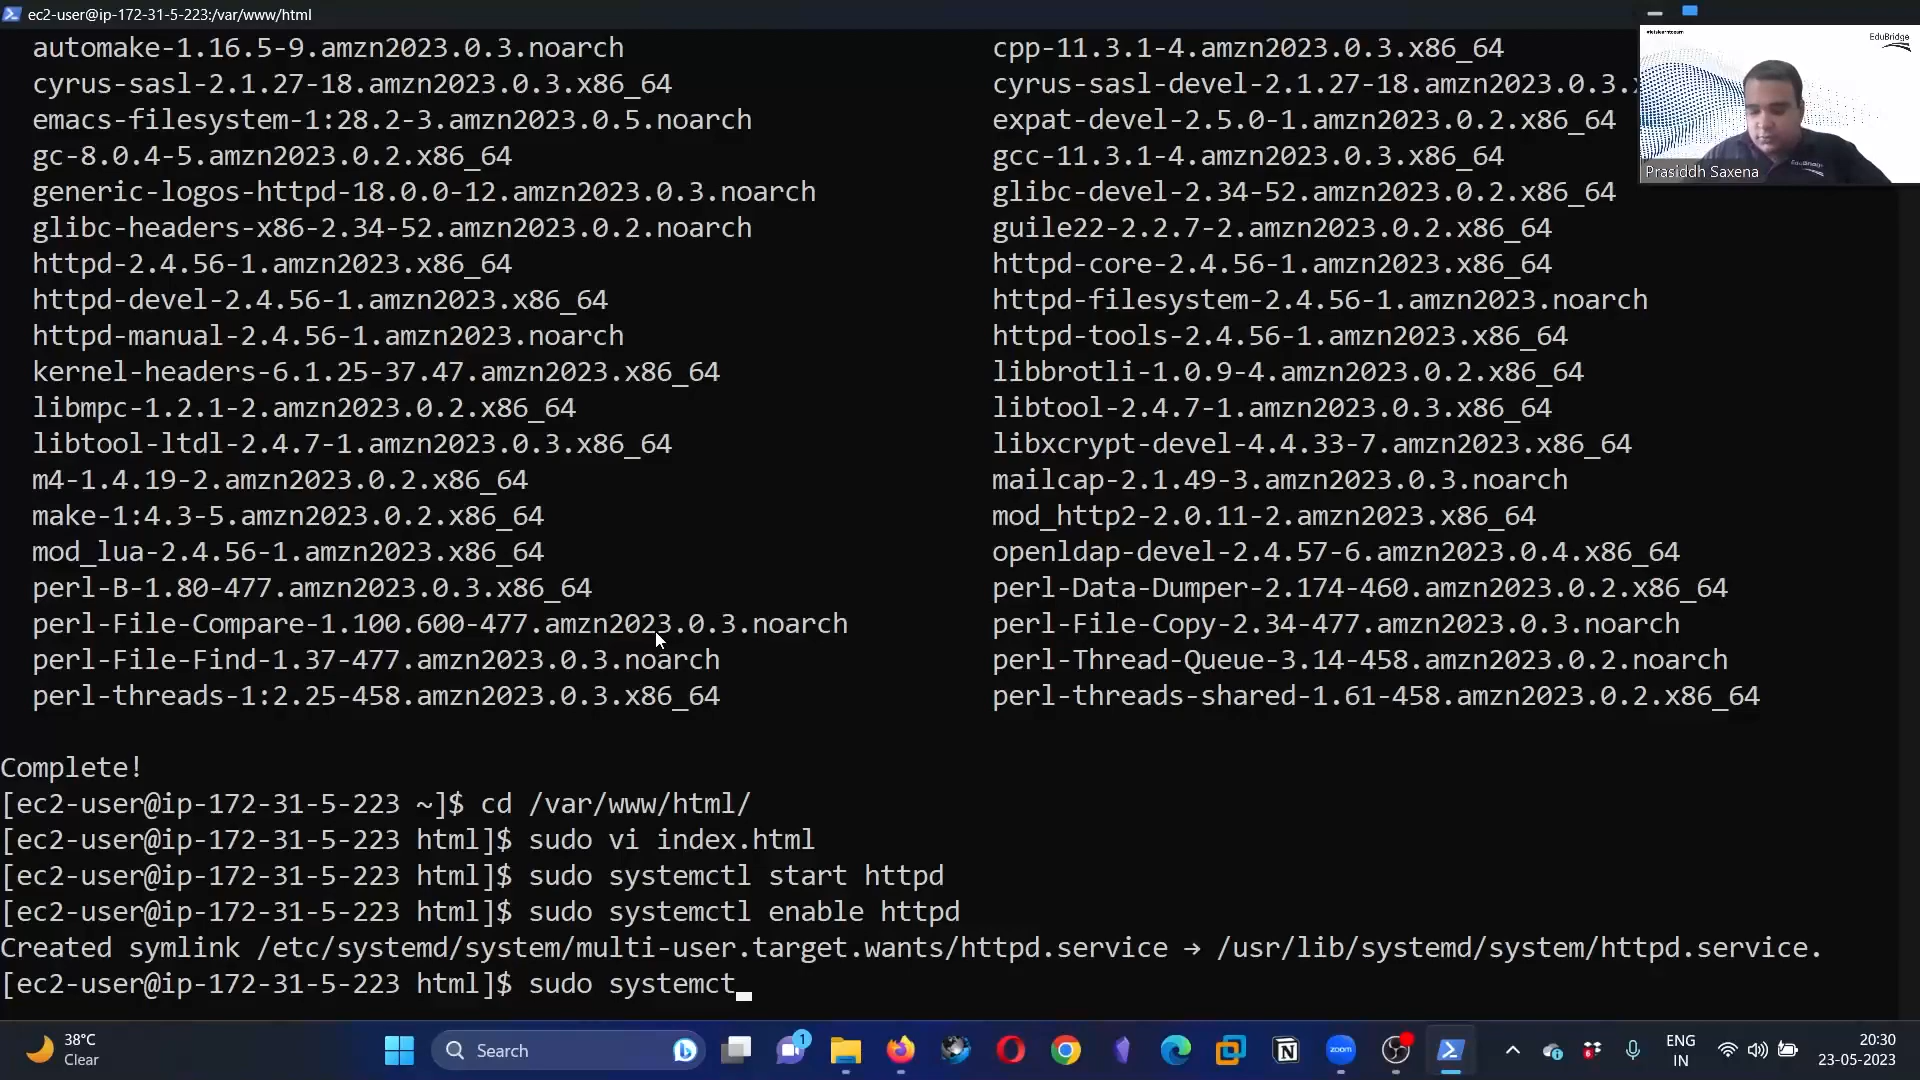 ec2-user@ip-172-31-5-223:/var/www/html
automake-1.16.5-9.amzn2023.0.3.noarch cpp-11.3.1-4.amzn2023.0.3.x86_64
cyrus-sasl-2.1.27-18.amzn2023.0.3.x86_64 cyrus-sasl-devel-2.1.27-18.amzn2023.0.3.
emacs-filesystem-1:28.2-3.amzn2023.0.5.noarch expat-devel-2.5.0-1.amzn2023.0.2.x86_64
gc-8.0.4-5.amzn2023.0.2.x86_64 gcc-11.3.1-4.amzn2023.0.3.x86_64
generic-logos-httpd-18.0.0-12.amzn2023.0.3.noarch glibc-devel-2.34-52.amzn2023.0.2.x86_64
glibc-headers-x86-2.34-52.amzn2023.0.2.noarch guile22-2.2.7-2.amzn2023.0.2.x86_64
httpd-2.4.56-1.amzn2023.x86_64 httpd-core-2.4.56-1.amzn2023.x86_64
httpd-devel-2.4.56-1.amzn2023.x86_64 httpd-filesystem-2.4.56-1.amzn2023.noarch
httpd-manual-2.4.56-1.amzn2023.noarch httpd-tools-2.4.56-1.amzn2023.x86_64
kernel-headers-6.1.25-37.47.amzn2023.x86_64 libbrotli-1.0.9-4.amzn2023.0.2.x86_64
libmpc-1.2.1-2.amzn2023.0.2.x86_64 libtool-2.4.7-1.amzn2023.0.3.x86_64
libtool-ltdl-2.4.7-1.amzn2023.0.3.x86_64 libxcrypt-devel-4.4.33-7.amzn2023.x86_64
m4-1.4.19-2.amzn2023.0.2.x86_64 mailcap-2.1.49-3.amzn2023.0.3.noarch
make-1:4.3-5.amzn2023.0.2.x86_64 mod_http2-2.0.11-2.amzn2023.x86_64
mod_lua-2.4.56-1.amzn2023.x86_64 openldap-devel-2.4.57-6.amzn2023.0.4.x86_64
perl-B-1.80-477.amzn2023.0.3.x86_64 perl-Data-Dumper-2.174-460.amzn2023.0.2.x86_64
perl-File-Compare-1.100.600-477.amzn2023.0.3.noarch perl-File-Copy-2.34-477.amzn2023.0.3.noarch
perl-File-Find-1.37-477.amzn2023.0.3.noarch perl-Thread-Queue-3.14-458.amzn2023.0.2.noarch
perl-threads-1:2.25-458.amzn2023.0.3.x86_64 perl-threads-shared-1.61-458.amzn2023.0.2.x86_64
Complete!
[ec2-user@ip-172-31-5-223 ~]$ cd /var/www/html/
[ec2-user@ip-172-31-5-223 html]$ sudo vi index.html
[ec2-user@ip-172-31-5-223 html]$ sudo systemctl start httpd
[ec2-user@ip-172-31-5-223 html]$ sudo systemctl enable httpd
Created symlink /etc/systemd/system/multi-user.target.wants/httpd.service → /usr/lib/systemd/system/httpd.service.
[ec2-user@ip-172-31-5-223 html]$ sudo systemct
EduBridge
Prasiddh Saxena
38°C
Clear
Search
1
zoom
ENG
IN
20:30
23-05-2023